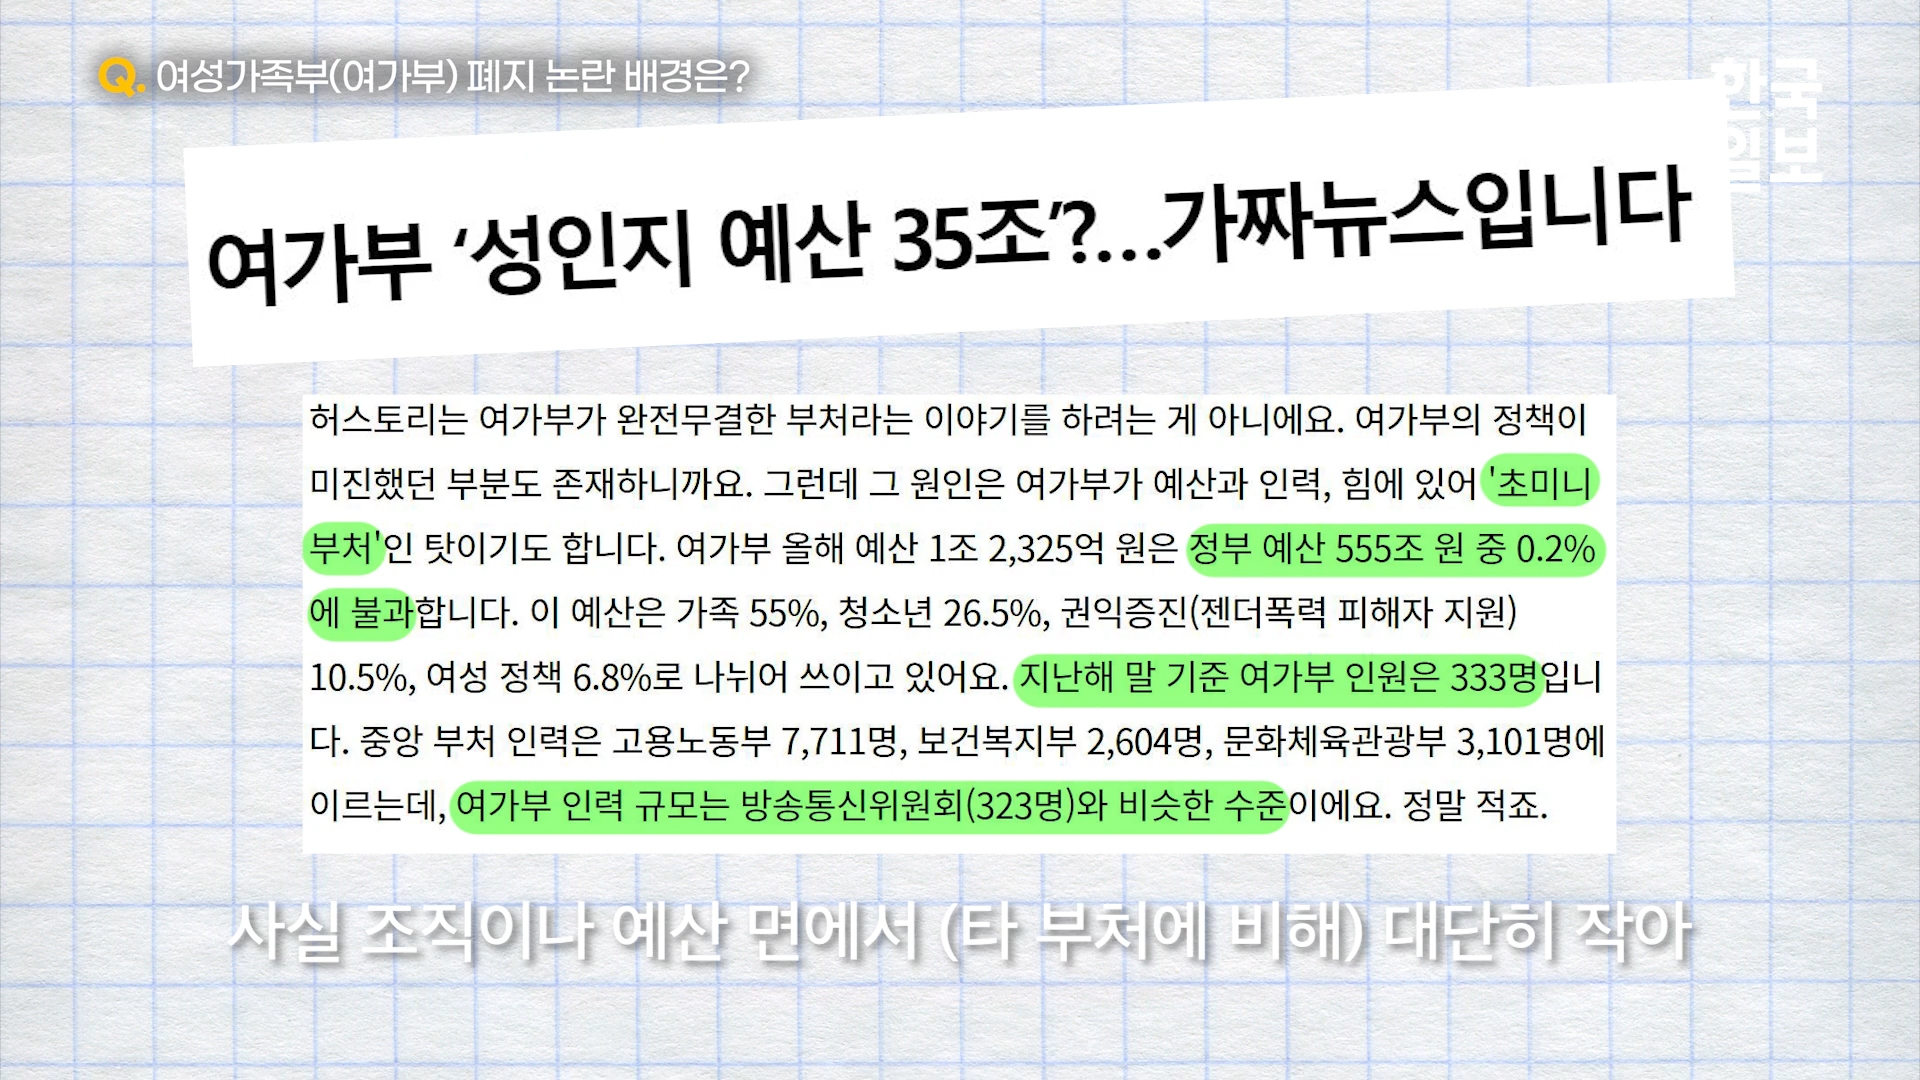 Q. 여성가족부(여가부) 폐지 논란 배경은?
한국
일보
여가부 ‘성인지 예산 35조’?...가짜뉴스입니다
허스토리는 여가부가 완전무결한 부처라는 이야기를 하려는 게 아니에요. 여가부의 정책이
미진했던 부분도 존재하니까요. 그런데 그 원인은 여가부가 예산과 인력, 힘에 있어 '초미니
부처'인 탓이기도 합니다. 여가부 올해 예산 1조 2,325억 원은 정부 예산 555조 원 중 0.2%
에 불과합니다. 이 예산은 가족 55%, 청소년 26.5%, 권익증진(젠더폭력 피해자 지원)
10.5%, 여성 정책 6.8%로 나뉘어 쓰이고 있어요. 지난해 말 기준 여가부 인원은 333명입니
다. 중앙 부처 인력은 고용노동부 7,711명, 보건복지부 2,604명, 문화체육관광부 3,101명에
이르는데, 여가부 인력 규모는 방송통신위원회(323명)와 비슷한 수준이에요. 정말 적죠.
사실 조직이나 예산 면에서 (타 부처에 비해) 대단히 작아